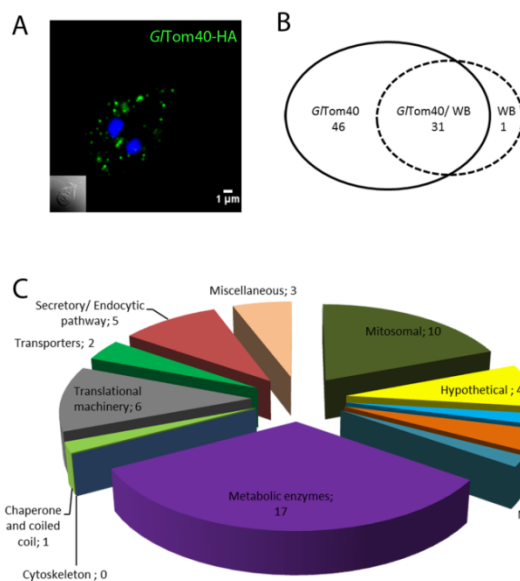 A
GlTom40-HA
1 µm
B
GlTom40
46
GlTom40/ WB
31
WB
1
C
Miscellaneous; 3
Secretory/ Endocytic
pathway; 5
Transporters; 2
Translational
machinery; 6
Chaperone
and coiled
coil; 1
Cytoskeleton ; 0
Metabolic enzymes;
17
Mitosomal; 10
Hypothetical ; 4